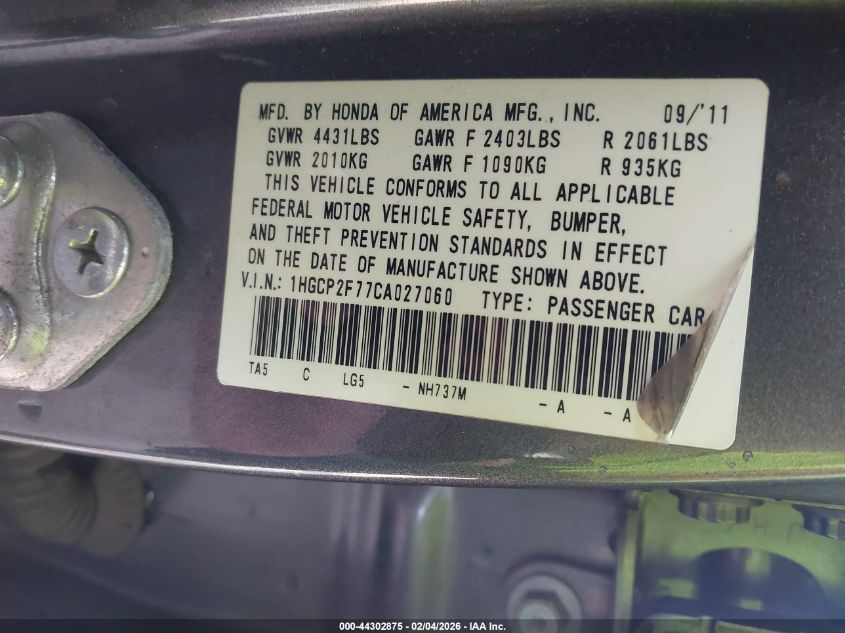 MFD. BY HONDA OF AMERICA MFG., INC. 09/'11
GVWR 4431LBS GAWR F 2403LBS R 2061LBS
GVWR 2010KG GAWR F 1090KG R 935KG
THIS VEHICLE CONFORMS TO ALL APPLICABLE
FEDERAL MOTOR VEHICLE SAFETY, BUMPER,
AND THEFT PREVENTION STANDARDS IN EFFECT
ON THE DATE OF MANUFACTURE SHOWN ABOVE.
V.I.N.: 1HGCP2F77CA027060 TYPE: PASSENGER CAR
TA5 C LG5 - NH737M - A - A
000-44302875 - 02/04/2026 - IAA Inc.